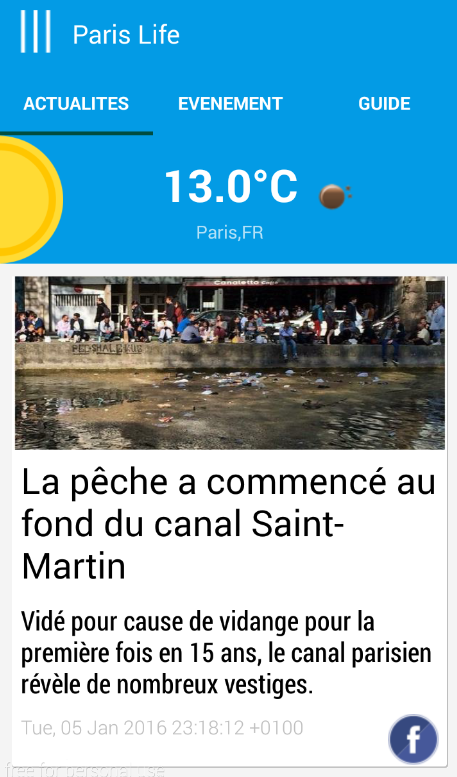 Paris Life
ACTUALITES EVENEMENT GUIDE
13.0°C
Paris,FR
Canaletto Caffe
La pêche a commencé au
fond du canal Saint-
Martin
Vidé pour cause de vidange pour la
première fois en 15 ans, le canal parisien
révèle de nombreux vestiges.
Tue, 05 Jan 2016 23:18:12 +0100
f
free for personal use